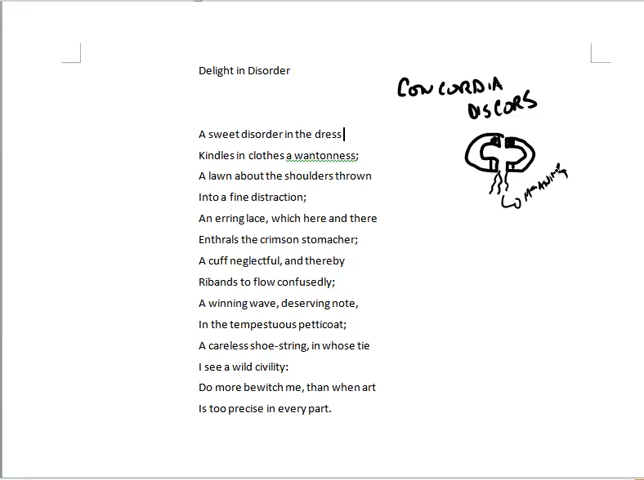 Delight in Disorder
CONCORDIA
DISCORS
A sweet disorder in the dress
Kindles in clothes a wantonness;
A lawn about the shoulders thrown
Into a fine distraction;
An erring lace, which here and there
Enthrals the crimson stomacher;
A cuff neglectful, and thereby
Ribands to flow confusedly;
A winning wave, deserving note,
In the tempestuous petticoat;
A careless shoe-string, in whose tie
I see a wild civility:
Do more bewitch me, than when art
Is too precise in every part.
MEANING